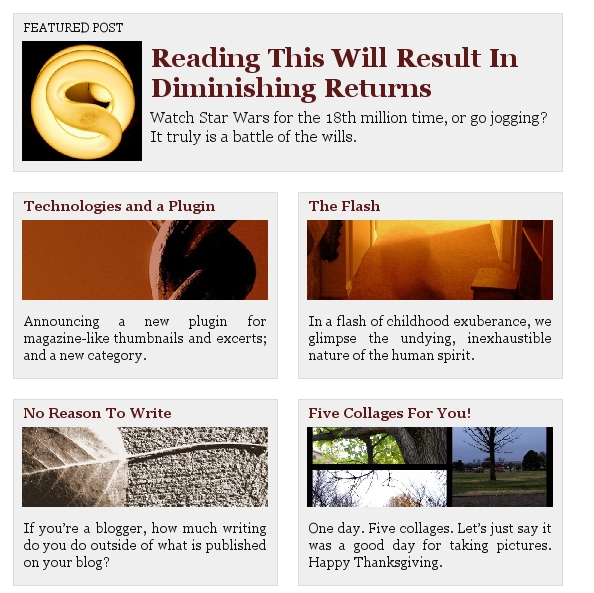 FEATURED POST
Reading This Will Result In
Diminishing Returns
Watch Star Wars for the 18th million time, or go jogging?
It truly is a battle of the wills.
Technologies and a Plugin
Announcing a new plugin for
magazine-like thumbnails and excerts;
and a new category.
The Flash
In a flash of childhood exuberance, we
glimpse the undying, inexhaustible
nature of the human spirit.
No Reason To Write
If you're a blogger, how much writing
do you do outside of what is published
on your blog?
Five Collages For You!
One day. Five collages. Let's just say it
was a good day for taking pictures.
Happy Thanksgiving.